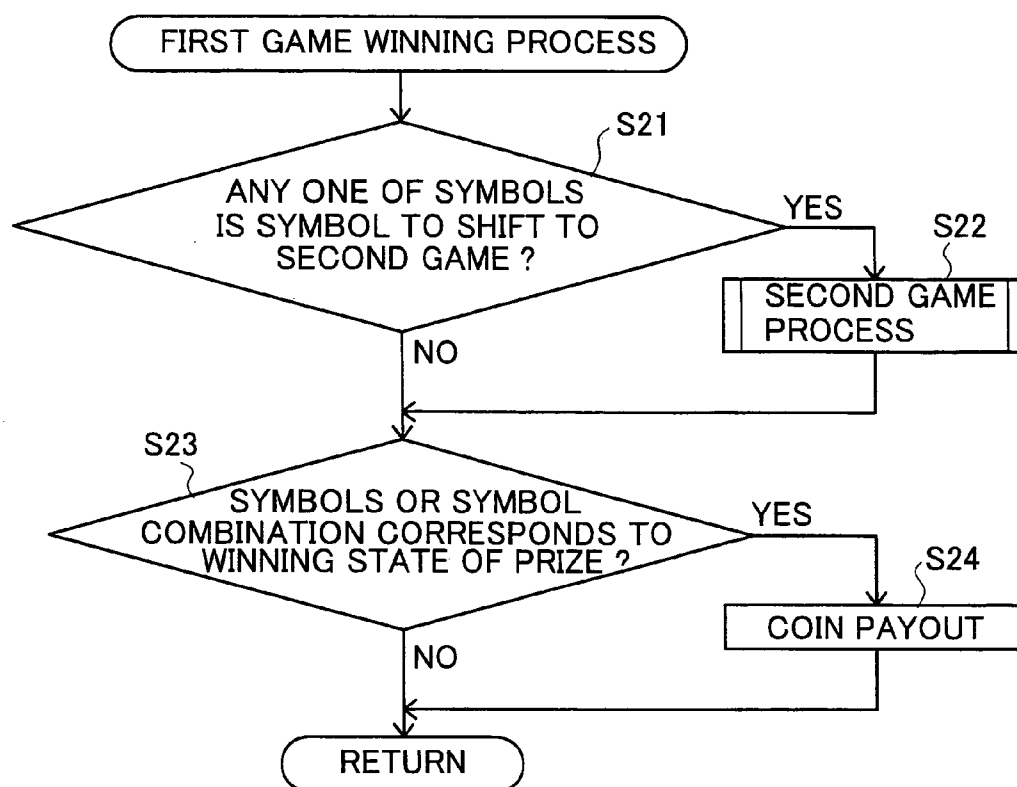 FIRST GAME WINNING PROCESS
S21
ANY ONE OF SYMBOLS
IS SYMBOL TO SHIFT TO
SECOND GAME ?
YES
S22
SECOND GAME
PROCESS
NO
S23
SYMBOLS OR SYMBOL
COMBINATION CORRESPONDS TO
WINNING STATE OF PRIZE ?
YES
S24
COIN PAYOUT
NO
RETURN